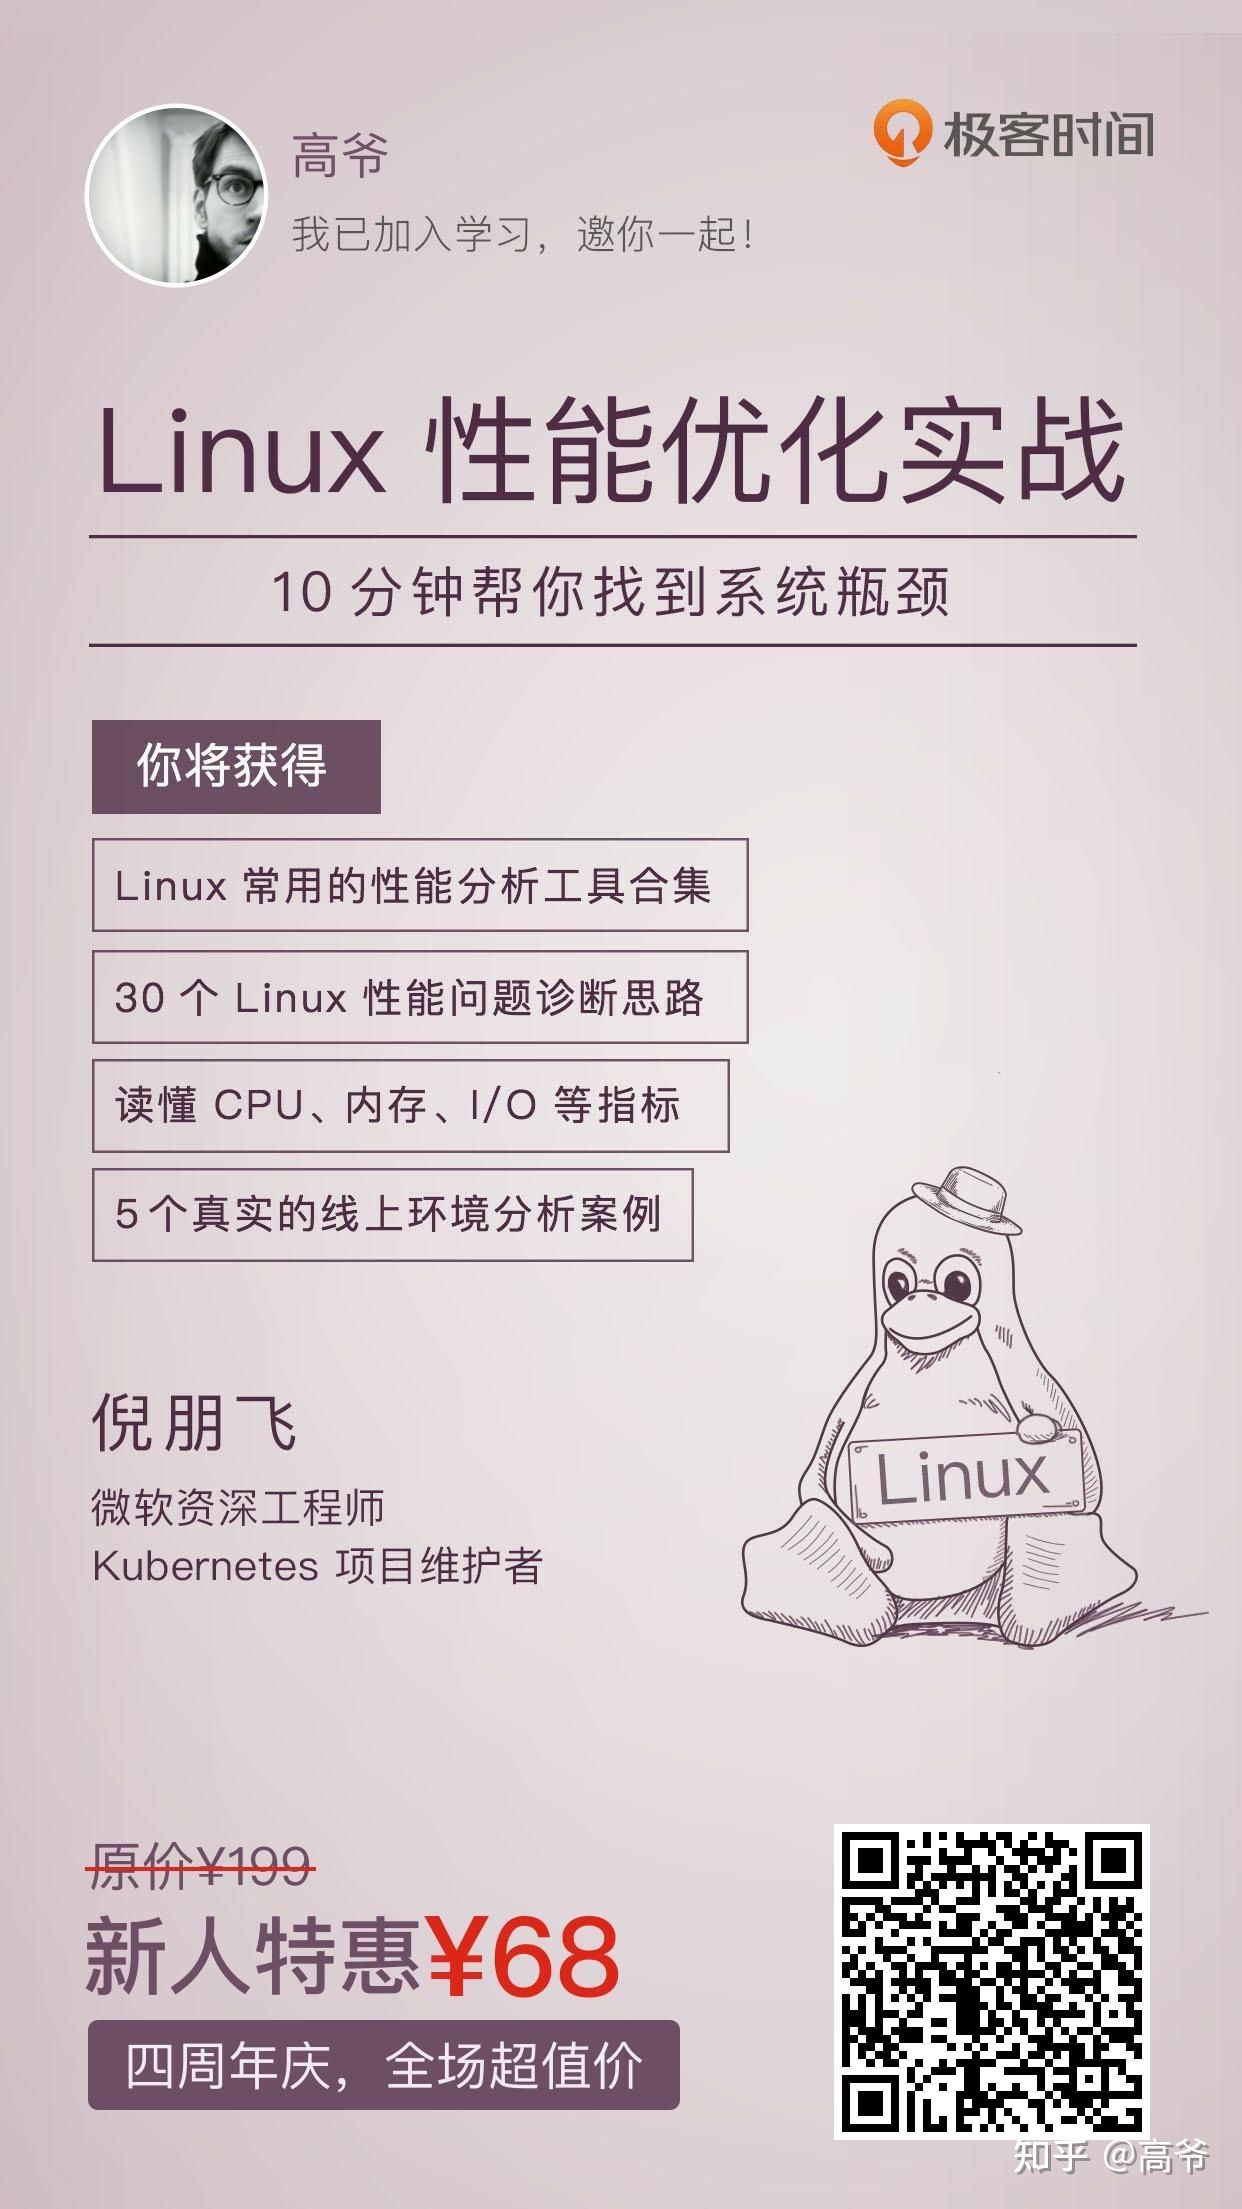 高爷
极客时间
我已加入学习，邀你一起！
Linux 性能优化实战
10 分钟帮你找到系统瓶颈
你将获得
Linux 常用的性能分析工具合集
30 个 Linux 性能问题诊断思路
读懂 CPU、内存、I/O 等指标
5个真实的线上环境分析案例
倪朋飞
微软资深工程师
Kubernetes 项目维护者
Linux
原价¥199
新人特惠¥68
四周年庆，全场超值价
知乎 @高爷